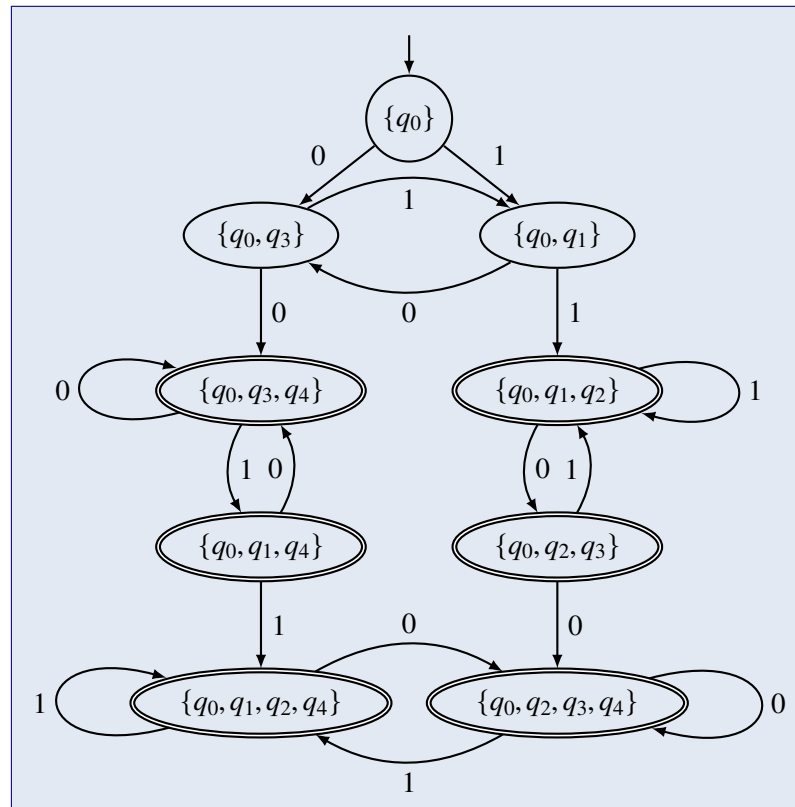 {q₀}
0 1
1
{q₀, q₃} {q₀, q₁}
0
0 1
{q₀, q₃, q₄} {q₀, q₁, q₂}
0 1
1 0 0 1
{q₀, q₁, q₄} {q₀, q₂, q₃}
1 0 0
{q₀, q₁, q₂, q₄} {q₀, q₂, q₃, q₄}
1 0
1